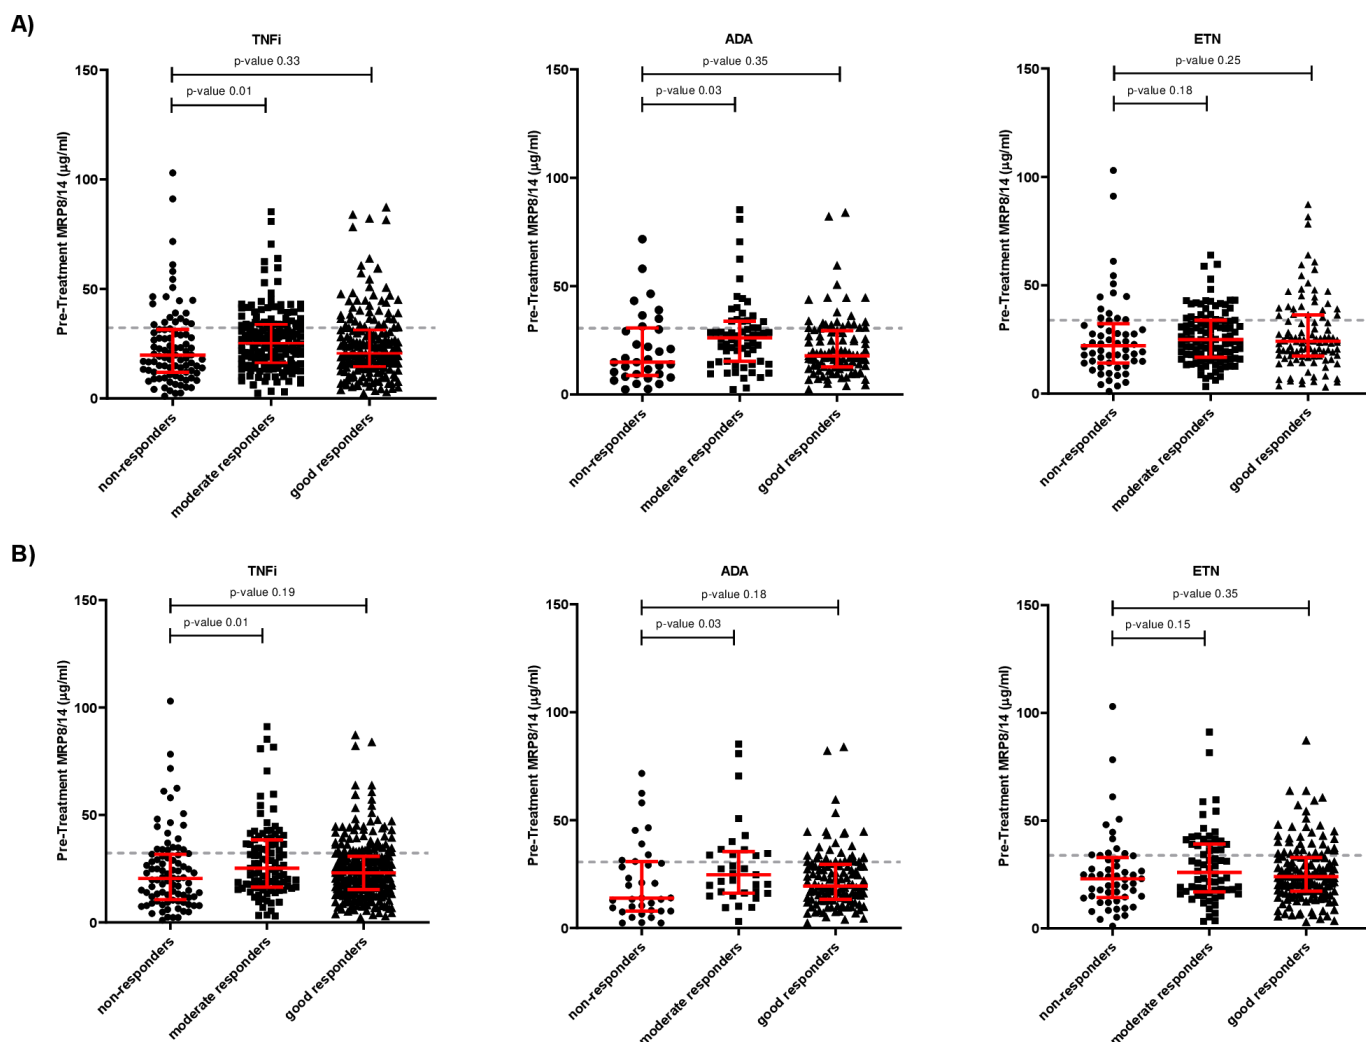 A)
TNFi
p-value 0.33
p-value 0.01
Pre-Treatment MRP8/14 (µg/ml)
150
100
50
0
non-responders
moderate responders
good responders
ADA
p-value 0.35
p-value 0.03
Pre-Treatment MRP8/14 (µg/ml)
150
100
50
0
non-responders
moderate responders
good responders
ETN
p-value 0.25
p-value 0.18
Pre-Treatment MRP8/14 (µg/ml)
150
100
50
0
non-responders
moderate responders
good responders
B)
TNFi
p-value 0.19
p-value 0.01
Pre-Treatment MRP8/14 (µg/ml)
150
100
50
0
non-responders
moderate responders
good responders
ADA
p-value 0.18
p-value 0.03
Pre-Treatment MRP8/14 (µg/ml)
150
100
50
0
non-responders
moderate responders
good responders
ETN
p-value 0.35
p-value 0.15
Pre-Treatment MRP8/14 (µg/ml)
150
100
50
0
non-responders
moderate responders
good responders